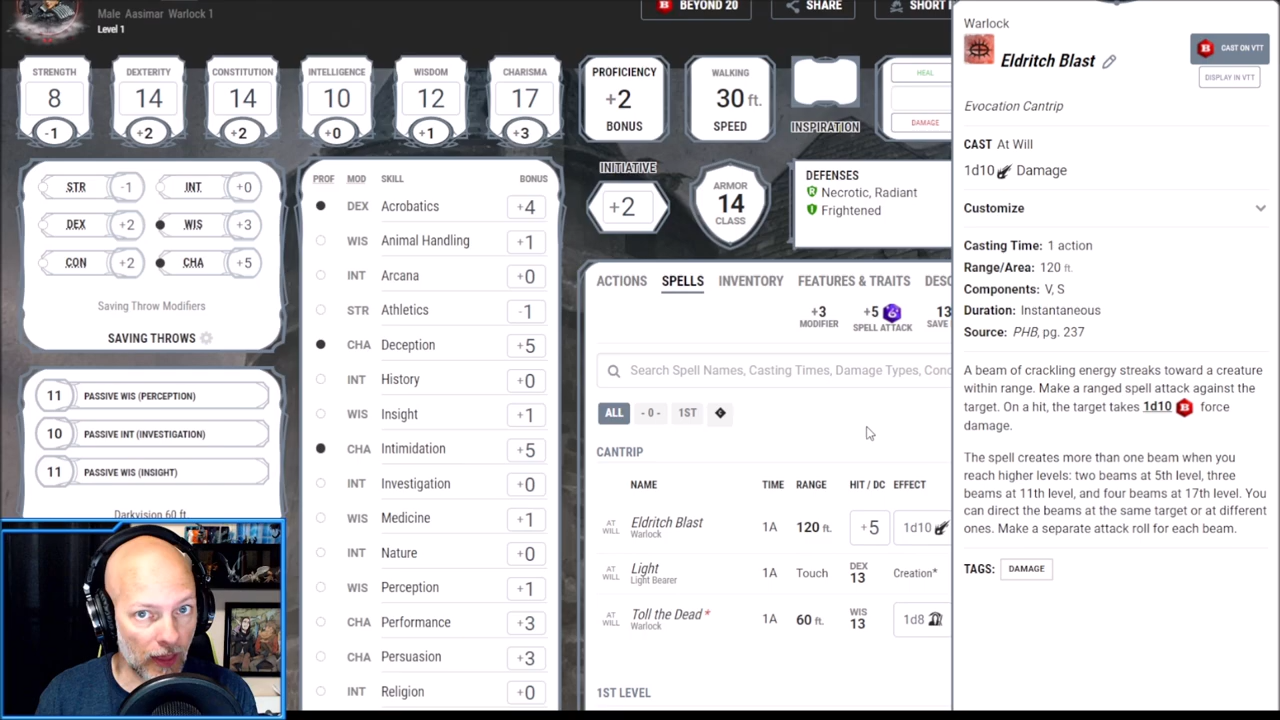 Male Aasimar Warlock 1
Level 1
BEYOND 20
SHARE
SHORT
STRENGTH
8
-1
DEXTERITY
14
+2
CONSTITUTION
14
+2
INTELLIGENCE
10
+0
WISDOM
12
+1
CHARISMA
17
+3
PROFICIENCY
+2
BONUS
WALKING
30 ft.
SPEED
INSPIRATION
HEAL
DAMAGE
STR -1
INT +0
DEX +2
WIS +3
CON +2
CHA +5
Saving Throw Modifiers
SAVING THROWS
11 PASSIVE WIS (PERCEPTION)
10 PASSIVE INT (INVESTIGATION)
11 PASSIVE WIS (INSIGHT)
Darkvision 60 ft.
PROF MOD SKILL BONUS
DEX Acrobatics +4
WIS Animal Handling +1
INT Arcana +0
STR Athletics -1
CHA Deception +5
INT History +0
WIS Insight +1
CHA Intimidation +5
INT Investigation +0
WIS Medicine +1
INT Nature +0
WIS Perception +1
CHA Performance +3
CHA Persuasion +3
INT Religion +0
INITIATIVE
+2
ARMOR
14
CLASS
DEFENSES
Necrotic, Radiant
Frightened
ACTIONS SPELLS INVENTORY FEATURES & TRAITS DESC
+3
MODIFIER
+5
SPELL ATTACK
13
SAVE
Search Spell Names, Casting Times, Damage Types, Conc
ALL - 0 - 1ST
CANTRIP
NAME TIME RANGE HIT / DC EFFECT
AT WILL Eldritch Blast 1A 120 ft. +5 1d10
Warlock
AT WILL Light 1A Touch DEX 13 Creation*
Light Bearer
AT WILL Toll the Dead * 1A 60 ft. WIS 13 1d8
Warlock
1ST LEVEL
Warlock
Eldritch Blast
CAST ON VTT
DISPLAY IN VTT
Evocation Cantrip
CAST At Will
1d10 Damage
Customize
Casting Time: 1 action
Range/Area: 120 ft.
Components: V, S
Duration: Instantaneous
Source: PHB, pg. 237
A beam of crackling energy streaks toward a creature
within range. Make a ranged spell attack against the
target. On a hit, the target takes 1d10 force
damage.
The spell creates more than one beam when you
reach higher levels: two beams at 5th level, three
beams at 11th level, and four beams at 17th level. You
can direct the beams at the same target or at different
ones. Make a separate attack roll for each beam.
TAGS: DAMAGE